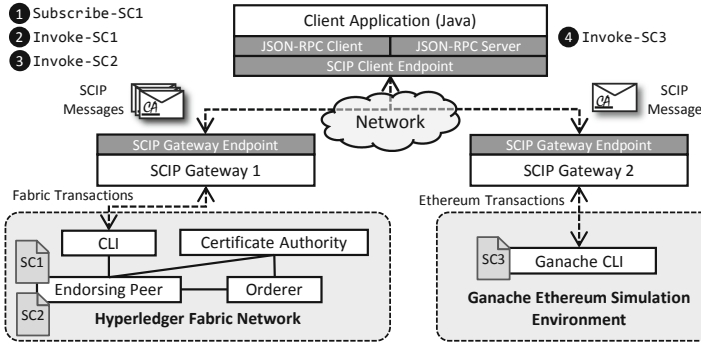 1 Subscribe-SC1
2 Invoke-SC1
3 Invoke-SC2
Client Application (Java)
JSON-RPC Client
JSON-RPC Server
SCIP Client Endpoint
4 Invoke-SC3
SCIP
Messages
CA
Network
CA
SCIP
Message
SCIP Gateway Endpoint
SCIP Gateway 1
SCIP Gateway Endpoint
SCIP Gateway 2
Fabric Transactions
Ethereum Transactions
CLI
Certificate Authority
SC1
Endorsing Peer
Orderer
SC2
Hyperledger Fabric Network
SC3
Ganache CLI
Ganache Ethereum Simulation
Environment